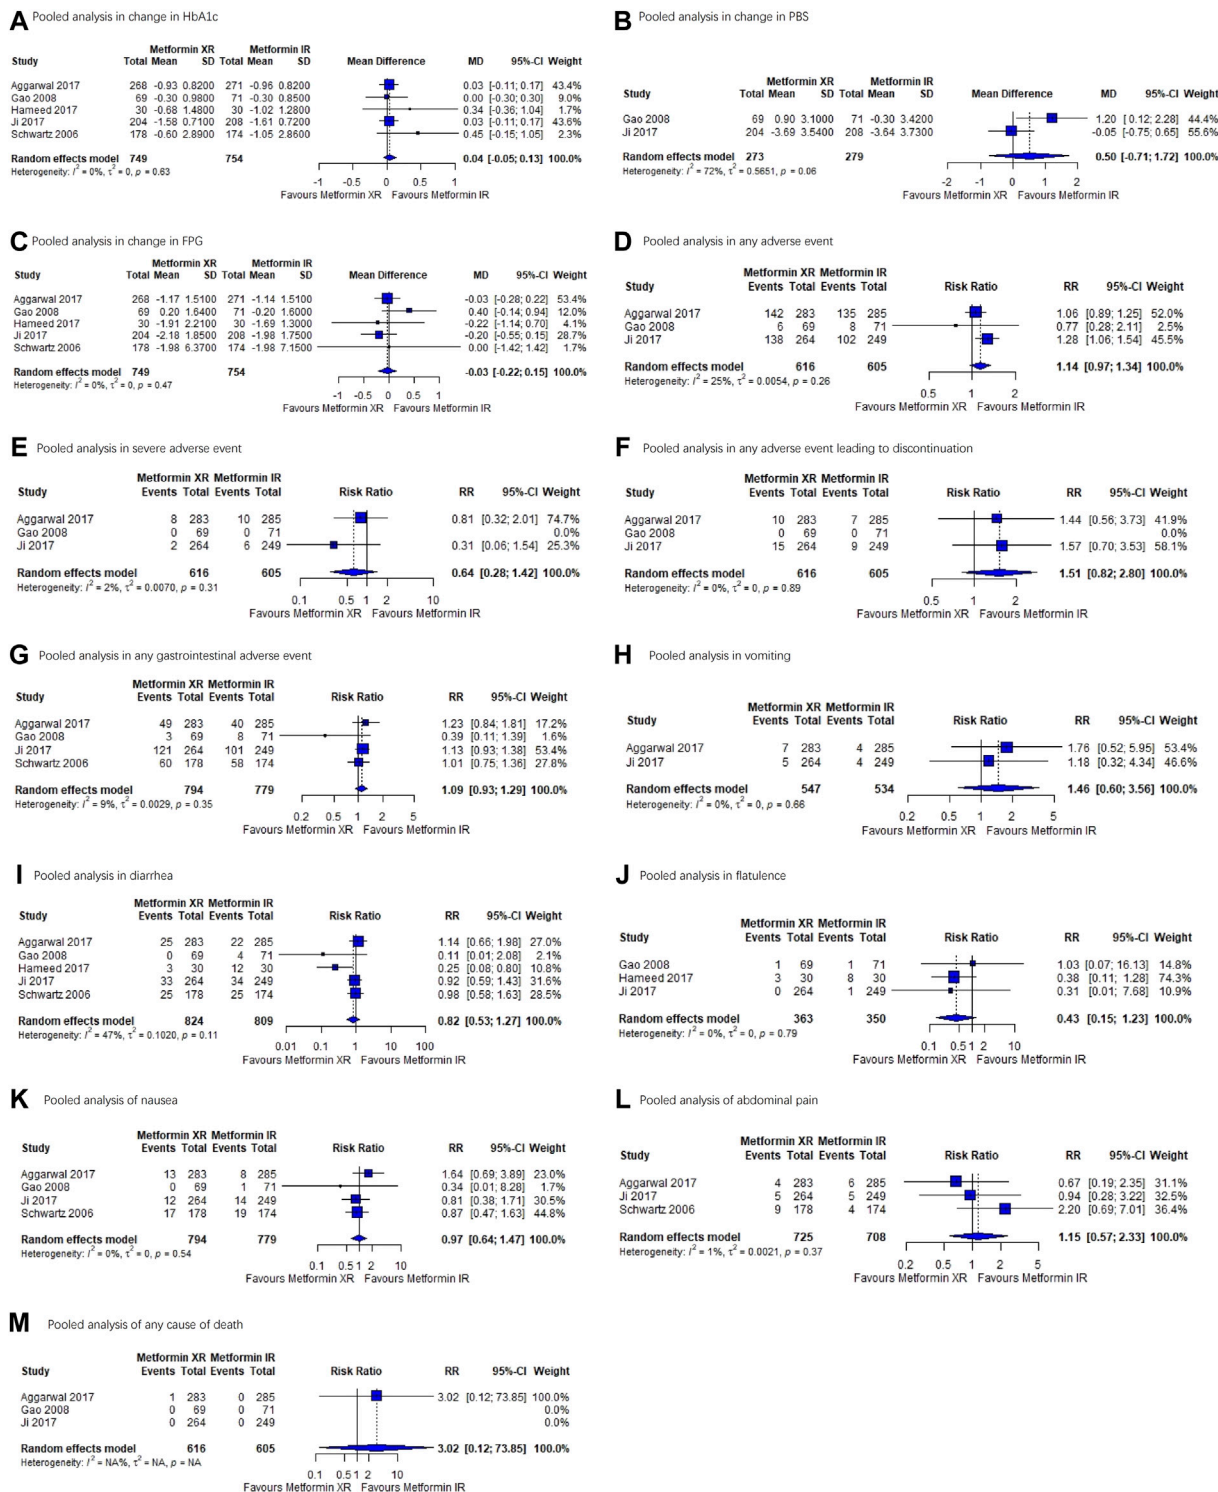 A Pooled analysis in change in HbA1c
Metformin XR Metformin IR
Study Total Mean SD Total Mean SD Mean Difference MD 95%-CI Weight
Aggarwal 2017 268 -0.93 0.8200 271 -0.96 0.8200 0.03 [-0.11; 0.17] 43.4%
Gao 2008 69 -0.30 0.9800 71 -0.30 0.8500 0.00 [-0.30; 0.30] 9.0%
Hameed 2017 30 -0.68 1.4800 30 -1.02 1.2800 0.34 [-0.36; 1.04] 1.7%
Ji 2017 204 -1.58 0.7100 208 -1.61 0.7200 0.03 [-0.11; 0.17] 43.6%
Schwartz 2006 178 -0.60 2.8900 174 -1.05 2.8600 0.45 [-0.15; 1.05] 2.3%
Random effects model 749 754 0.04 [-0.05; 0.13] 100.0%
Heterogeneity: I² = 0%, τ² = 0, p = 0.63
-1 -0.5 0 0.5 1
Favours Metformin XR Favours Metformin IR
B Pooled analysis in change in PBS
Metformin XR Metformin IR
Study Total Mean SD Total Mean SD Mean Difference MD 95%-CI Weight
Gao 2008 69 0.90 3.1000 71 -0.30 3.4200 1.20 [0.12; 2.28] 44.4%
Ji 2017 204 -3.69 3.5400 208 -3.64 3.7300 -0.05 [-0.75; 0.65] 55.6%
Random effects model 273 279 0.50 [-0.71; 1.72] 100.0%
Heterogeneity: I² = 72%, τ² = 0.5651, p = 0.06
-2 -1 0 1 2
Favours Metformin XR Favours Metformin IR
C Pooled analysis in change in FPG
Metformin XR Metformin IR
Study Total Mean SD Total Mean SD Mean Difference MD 95%-CI Weight
Aggarwal 2017 268 -1.17 1.5100 271 -1.14 1.5100 -0.03 [-0.28; 0.22] 53.4%
Gao 2008 69 0.20 1.6400 71 -0.20 1.6000 0.40 [-0.14; 0.94] 12.0%
Hameed 2017 30 -1.91 2.2100 30 -1.69 1.3000 -0.22 [-1.14; 0.70] 4.1%
Ji 2017 204 -2.18 1.8500 208 -1.98 1.7500 -0.20 [-0.55; 0.15] 28.8%
Schwartz 2006 178 -1.98 6.3700 174 -1.98 7.1500 0.00 [-1.42; 1.42] 1.7%
Random effects model 749 754 -0.03 [-0.22; 0.15] 100.0%
Heterogeneity: I² = 0%, τ² = 0, p = 0.47
-1 -0.5 0 0.5 1
Favours Metformin XR Favours Metformin IR
D Pooled analysis in any adverse event
Metformin XR Metformin IR
Study Events Total Events Total Risk Ratio RR 95%-CI Weight
Aggarwal 2017 142 283 135 285 1.06 [0.89; 1.25] 52.0%
Gao 2008 6 69 8 71 0.77 [0.28; 2.11] 2.5%
Ji 2017 138 264 102 249 1.28 [1.06; 1.54] 45.5%
Random effects model 616 605 1.14 [0.97; 1.34] 100.0%
Heterogeneity: I² = 25%, τ² = 0.0054, p = 0.26
0.5 1 2
Favours Metformin XR Favours Metformin IR
E Pooled analysis in severe adverse event
Metformin XR Metformin IR
Study Events Total Events Total Risk Ratio RR 95%-CI Weight
Aggarwal 2017 8 283 10 285 0.81 [0.32; 2.01] 74.7%
Gao 2008 0 69 0 71 0.0%
Ji 2017 2 264 6 249 0.31 [0.06; 1.54] 25.3%
Random effects model 616 605 0.64 [0.28; 1.42] 100.0%
Heterogeneity: I² = 2%, τ² = 0.0070, p = 0.31
0.1 0.5 1 2 10
Favours Metformin XR Favours Metformin IR
F Pooled analysis in any adverse event leading to discontinuation
Metformin XR Metformin IR
Study Events Total Events Total Risk Ratio RR 95%-CI Weight
Aggarwal 2017 10 283 7 285 1.44 [0.56; 3.73] 41.9%
Gao 2008 0 69 0 71 0.0%
Ji 2017 15 264 9 249 1.57 [0.70; 3.53] 58.1%
Random effects model 616 605 1.51 [0.82; 2.80] 100.0%
Heterogeneity: I² = 0%, τ² = 0, p = 0.89
0.5 1 2
Favours Metformin XR Favours Metformin IR
G Pooled analysis in any gastrointestinal adverse event
Metformin XR Metformin IR
Study Events Total Events Total Risk Ratio RR 95%-CI Weight
Aggarwal 2017 49 283 40 285 1.23 [0.84; 1.81] 17.2%
Gao 2008 3 69 8 71 0.39 [0.11; 1.39] 1.6%
Ji 2017 121 264 101 249 1.13 [0.93; 1.38] 53.4%
Schwartz 2006 60 178 58 174 1.01 [0.75; 1.36] 27.8%
Random effects model 794 779 1.09 [0.93; 1.29] 100.0%
Heterogeneity: I² = 9%, τ² = 0.0029, p = 0.35
0.2 0.5 1 2 5
Favours Metformin XR Favours Metformin IR
H Pooled analysis in vomiting
Metformin XR Metformin IR
Study Events Total Events Total Risk Ratio RR 95%-CI Weight
Aggarwal 2017 7 283 4 285 1.76 [0.52; 5.95] 53.4%
Ji 2017 5 264 4 249 1.18 [0.32; 4.34] 46.6%
Random effects model 547 534 1.46 [0.60; 3.56] 100.0%
Heterogeneity: I² = 0%, τ² = 0, p = 0.66
0.2 0.5 1 2 5
Favours Metformin XR Favours Metformin IR
I Pooled analysis in diarrhea
Metformin XR Metformin IR
Study Events Total Events Total Risk Ratio RR 95%-CI Weight
Aggarwal 2017 25 283 22 285 1.14 [0.66; 1.98] 27.0%
Gao 2008 0 69 4 71 0.11 [0.01; 2.08] 2.1%
Hameed 2017 3 30 12 30 0.25 [0.08; 0.80] 10.8%
Ji 2017 33 264 34 249 0.92 [0.59; 1.43] 31.6%
Schwartz 2006 25 178 25 174 0.98 [0.58; 1.63] 28.5%
Random effects model 824 809 0.82 [0.53; 1.27] 100.0%
Heterogeneity: I² = 47%, τ² = 0.1020, p = 0.11
0.01 0.1 1 10 100
Favours Metformin XR Favours Metformin IR
J Pooled analysis in flatulence
Metformin XR Metformin IR
Study Events Total Events Total Risk Ratio RR 95%-CI Weight
Gao 2008 1 69 1 71 1.03 [0.07; 16.13] 14.8%
Hameed 2017 3 30 8 30 0.38 [0.11; 1.28] 74.3%
Ji 2017 0 264 1 249 0.31 [0.01; 7.68] 10.9%
Random effects model 363 350 0.43 [0.15; 1.23] 100.0%
Heterogeneity: I² = 0%, τ² = 0, p = 0.79
0.1 0.5 1 2 10
Favours Metformin XR Favours Metformin IR
K Pooled analysis of nausea
Metformin XR Metformin IR
Study Events Total Events Total Risk Ratio RR 95%-CI Weight
Aggarwal 2017 13 283 8 285 1.64 [0.69; 3.89] 23.0%
Gao 2008 0 69 1 71 0.34 [0.01; 8.28] 1.7%
Ji 2017 12 264 14 249 0.81 [0.38; 1.71] 30.5%
Schwartz 2006 17 178 19 174 0.87 [0.47; 1.63] 44.8%
Random effects model 794 779 0.97 [0.64; 1.47] 100.0%
Heterogeneity: I² = 0%, τ² = 0, p = 0.54
0.1 0.5 1 2 10
Favours Metformin XR Favours Metformin IR
L Pooled analysis of abdominal pain
Metformin XR Metformin IR
Study Events Total Events Total Risk Ratio RR 95%-CI Weight
Aggarwal 2017 4 283 6 285 0.67 [0.19; 2.35] 31.1%
Ji 2017 5 264 5 249 0.94 [0.28; 3.22] 32.5%
Schwartz 2006 9 178 4 174 2.20 [0.69; 7.01] 36.4%
Random effects model 725 708 1.15 [0.57; 2.33] 100.0%
Heterogeneity: I² = 1%, τ² = 0.0021, p = 0.37
0.2 0.5 1 2 5
Favours Metformin XR Favours Metformin IR
M Pooled analysis of any cause of death
Metformin XR Metformin IR
Study Events Total Events Total Risk Ratio RR 95%-CI Weight
Aggarwal 2017 1 283 0 285 3.02 [0.12; 73.85] 100.0%
Gao 2008 0 69 0 71 0.0%
Ji 2017 0 264 0 249 0.0%
Random effects model 616 605 3.02 [0.12; 73.85] 100.0%
Heterogeneity: I² = NA%, τ² = NA, p = NA
0.1 0.5 1 2 10
Favours Metformin XR Favours Metformin IR